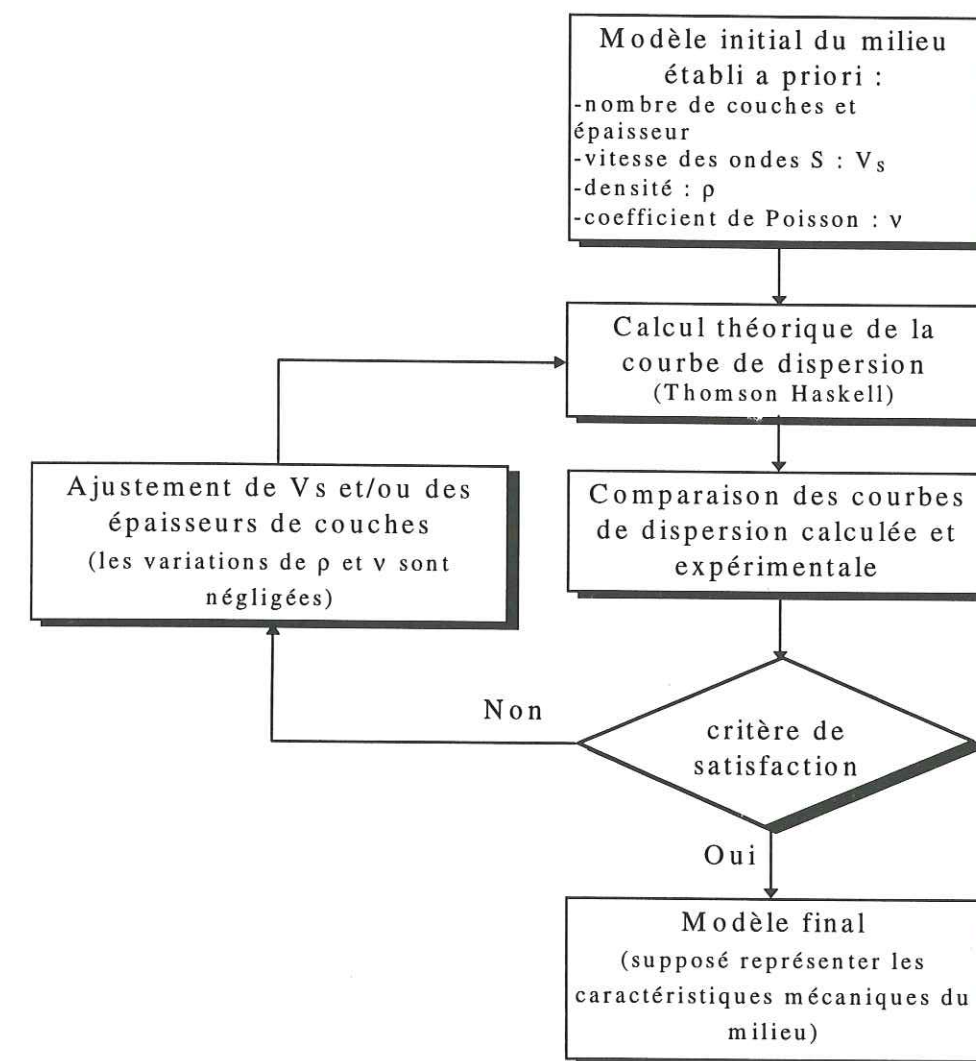 Modèle initial du milieu
établi a priori :
-nombre de couches et
épaisseur
-vitesse des ondes S : Vs
-densité : ρ
-coefficient de Poisson : ν
Calcul théorique de la
courbe de dispersion
(Thomson Haskell)
Ajustement de Vs et/ou des
épaisseurs de couches
(les variations de ρ et ν sont
négligées)
Comparaison des courbes
de dispersion calculée et
expérimentale
Non
critère de
satisfaction
Oui
Modèle final
(supposé représenter les
caractéristiques mécaniques du
milieu)